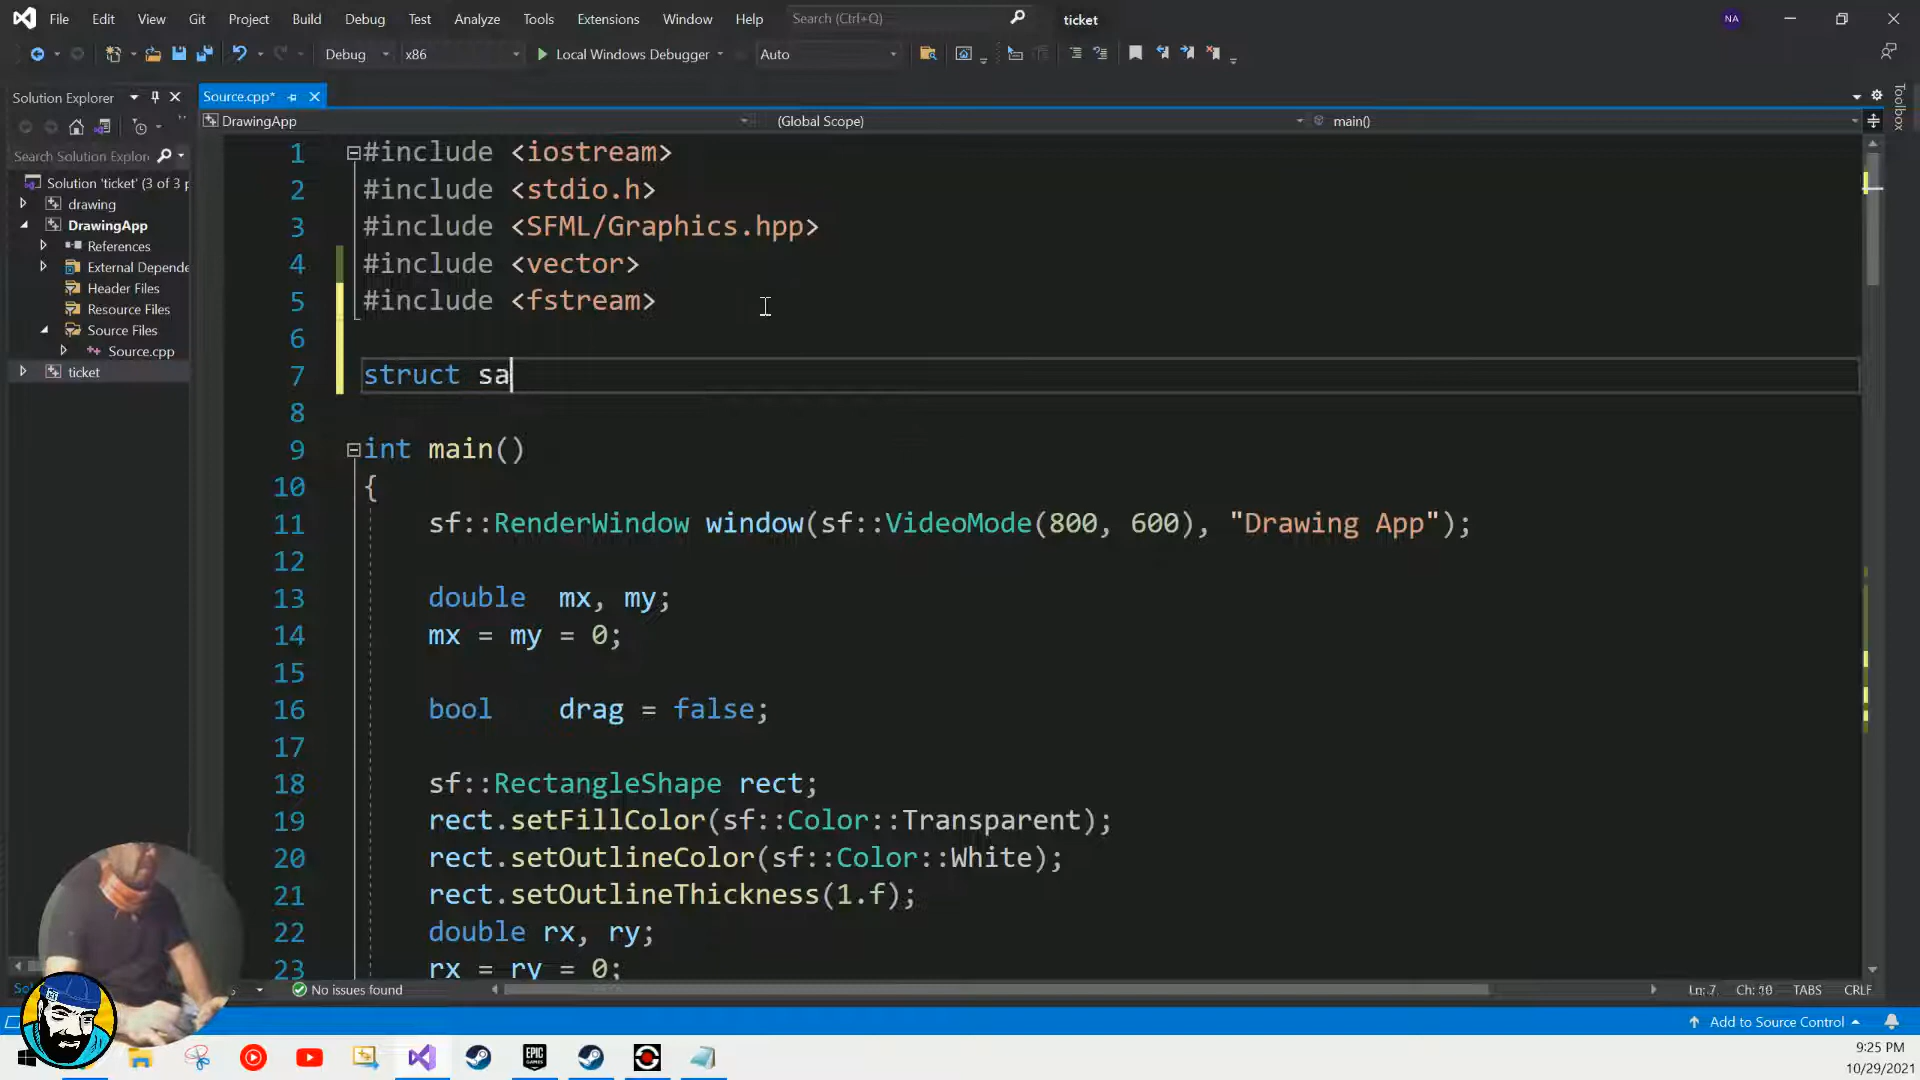 File Edit View Git Project Build Debug Test Analyze Tools Extensions Window Help Search (Ctrl+Q) ticket NA
Debug x86 Local Windows Debugger Auto
Solution Explorer Source.cpp*
DrawingApp (Global Scope) main()
Toolbox
Search Solution Explo
Solution 'ticket' (3 of 3 p
drawing
DrawingApp
References
External Depende
Header Files
Resource Files
Source Files
Source.cpp
ticket
1 #include <iostream>
2 #include <stdio.h>
3 #include <SFML/Graphics.hpp>
4 #include <vector>
5 #include <fstream>
6
7 struct sa
8
9 int main()
10 {
11 sf::RenderWindow window(sf::VideoMode(800, 600), "Drawing App");
12
13 double mx, my;
14 mx = my = 0;
15
16 bool drag = false;
17
18 sf::RectangleShape rect;
19 rect.setFillColor(sf::Color::Transparent);
20 rect.setOutlineColor(sf::Color::White);
21 rect.setOutlineThickness(1.f);
22 double rx, ry;
23 rx = ry = 0;
No issues found Ln: 7 Ch: 10 TABS CRLF
Add to Source Control
EPIC GAMES
9:25 PM
10/29/2021